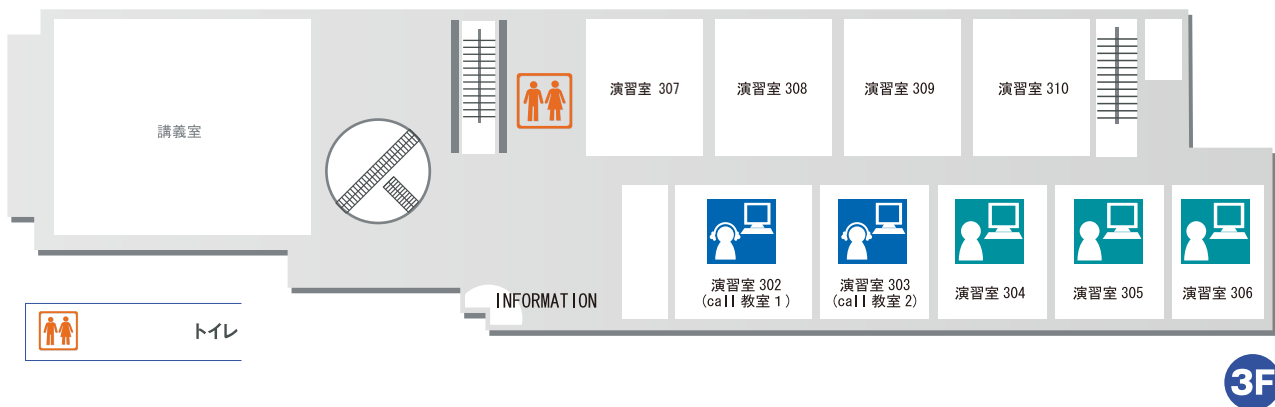 講義室
演習室 307
演習室 308
演習室 309
演習室 310
演習室 302
(call 教室 1)
演習室 303
(call 教室 2)
演習室 304
演習室 305
演習室 306
INFORMATION
トイレ
3F